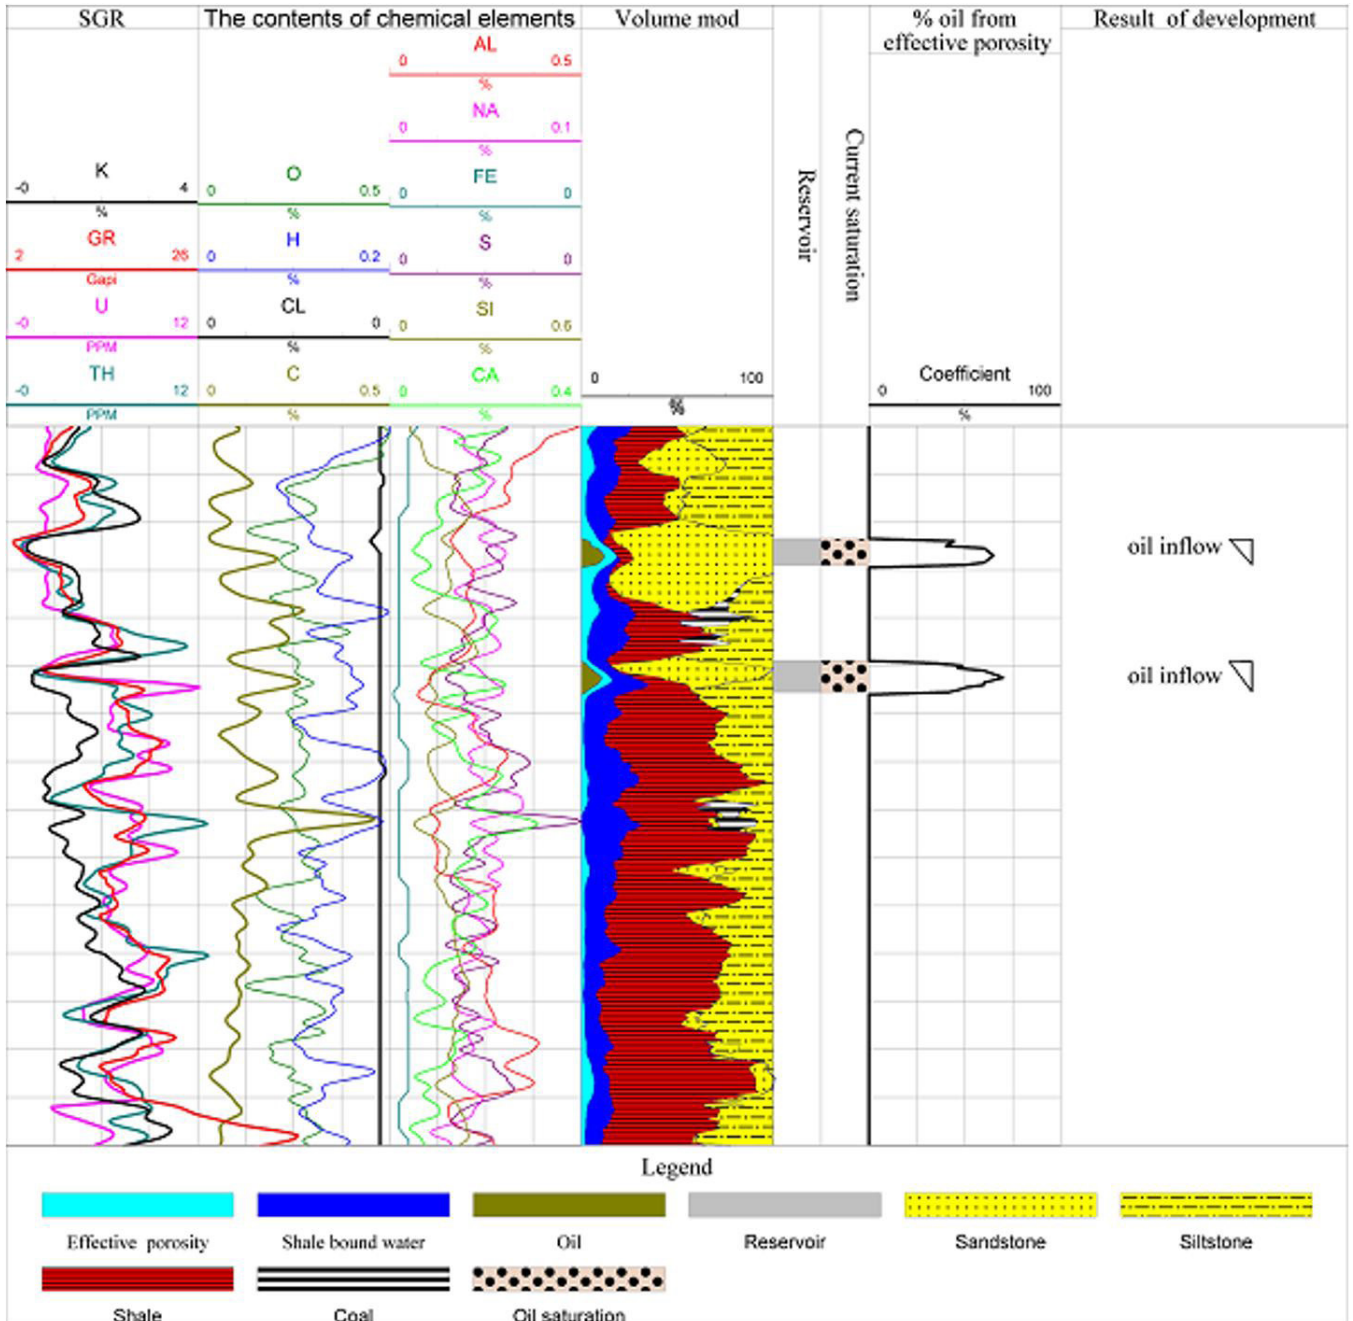 SGR
The contents of chemical elements
Volume mod
% oil from
effective porosity
Result of development
AL
0 0.5
%
NA
0 0.1
%
K
-0 4
%
O
0 0.5
%
FE
0 0
%
GR
2 26
Gapi
H
0 0.2
%
S
0 0
%
U
-0 12
PPM
CL
0 0
%
SI
0 0.6
%
TH
-0 12
PPM
C
0 0.5
%
CA
0 0.4
%
0 100
%
Reservoir
Current saturation
Coefficient
0 100
%
oil inflow
oil inflow
Legend
Effective porosity
Shale bound water
Oil
Reservoir
Sandstone
Siltstone
Shale
Coal
Oil saturation